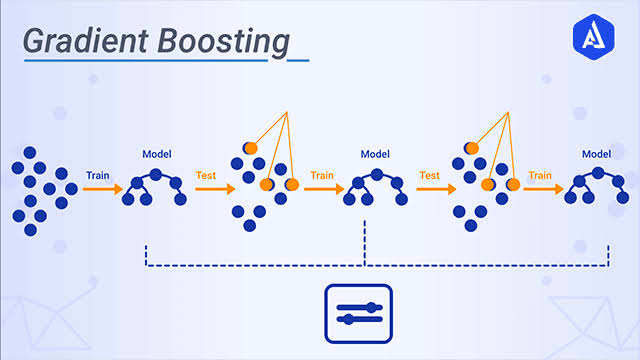 Gradient Boosting
Train
Model
Test
Train
Model
Test
Train
Model